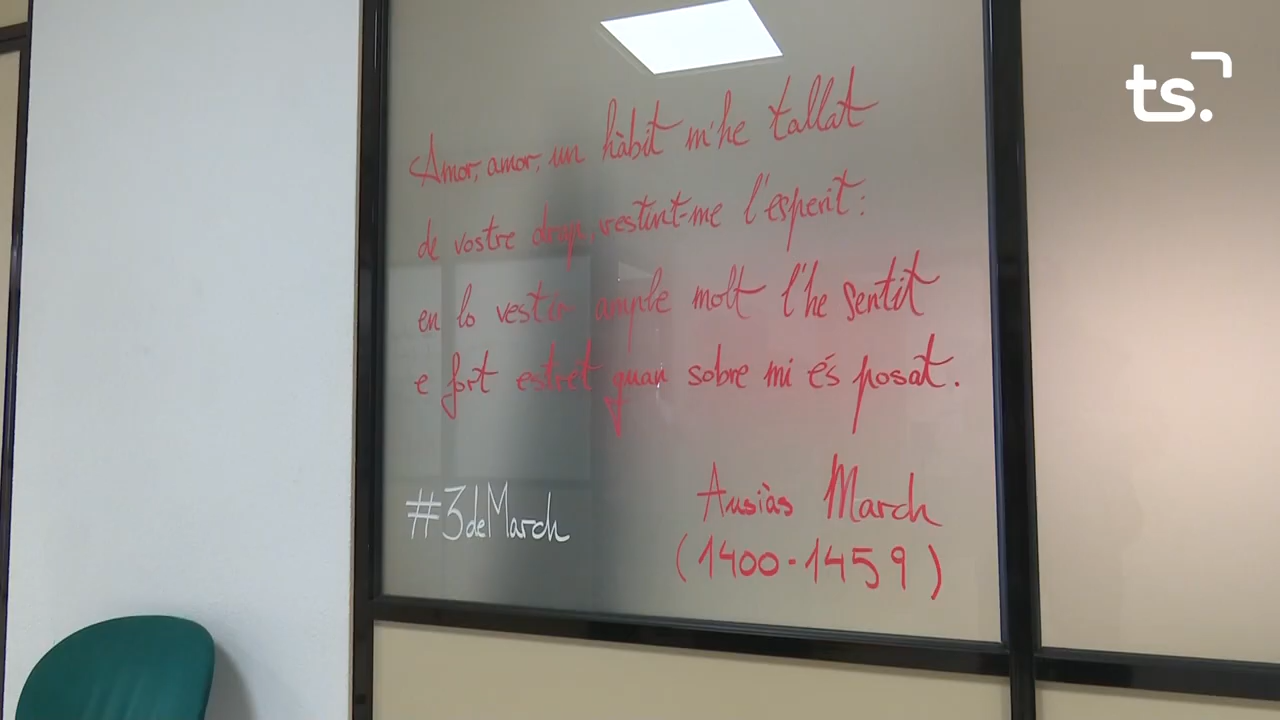 ts.
Amor, amor, un hàbit m'he tallat
de vostre drap, vestint-me l'esperit:
en lo vestir ample molt l'he sentit
e fort estret quan sobre mi és posat.
#3deMarch
Ausiàs March
(1400-1459)